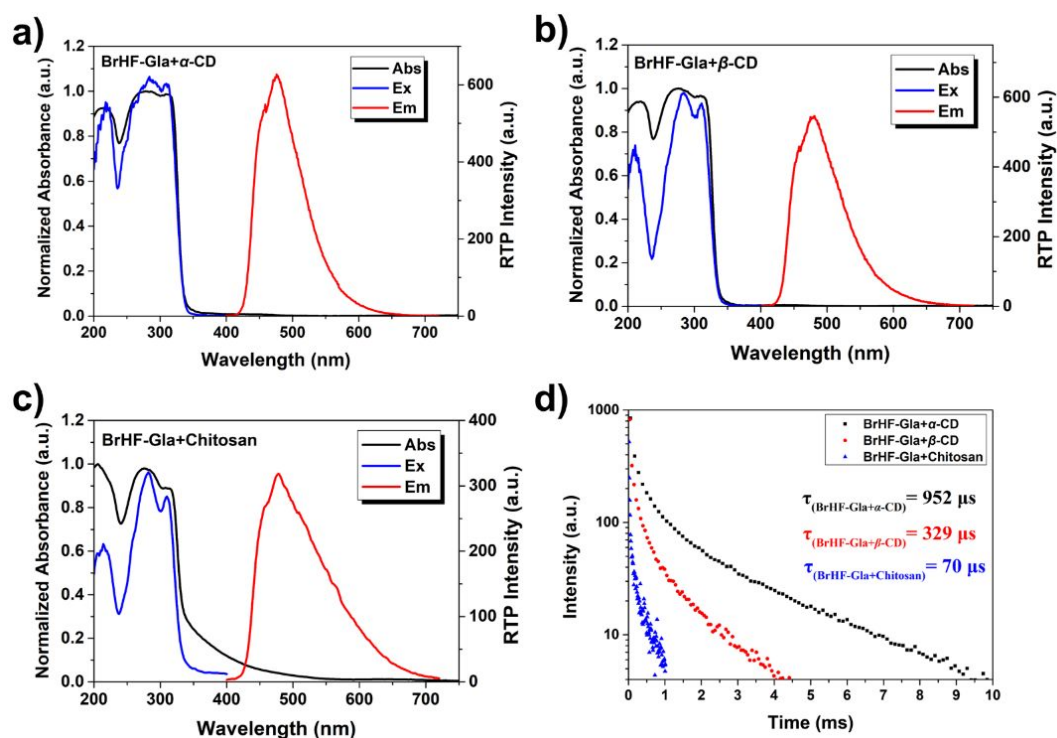 a)
BrHF-Gla+α-CD
Abs
Ex
Em
Normalized Absorbance (a.u.)
1.2
1.0
0.8
0.6
0.4
0.2
0.0
RTP Intensity (a.u.)
600
400
200
0
200 300 400 500 600 700
Wavelength (nm)
b)
BrHF-Gla+β-CD
Abs
Ex
Em
Normalized Absorbance (a.u.)
1.2
1.0
0.8
0.6
0.4
0.2
0.0
RTP Intensity (a.u.)
600
400
200
0
200 300 400 500 600 700
Wavelength (nm)
c)
BrHF-Gla+Chitosan
Abs
Ex
Em
Normalized Absorbance (a.u.)
1.2
1.0
0.8
0.6
0.4
0.2
0.0
RTP Intensity (a.u.)
400
300
200
100
0
200 300 400 500 600 700
Wavelength (nm)
d)
BrHF-Gla+α-CD
BrHF-Gla+β-CD
BrHF-Gla+Chitosan
τ(BrHF-Gla+α-CD) = 952 μs
τ(BrHF-Gla+β-CD) = 329 μs
τ(BrHF-Gla+Chitosan) = 70 μs
Intensity (a.u.)
1000
100
10
0 1 2 3 4 5 6 7 8 9 10
Time (ms)